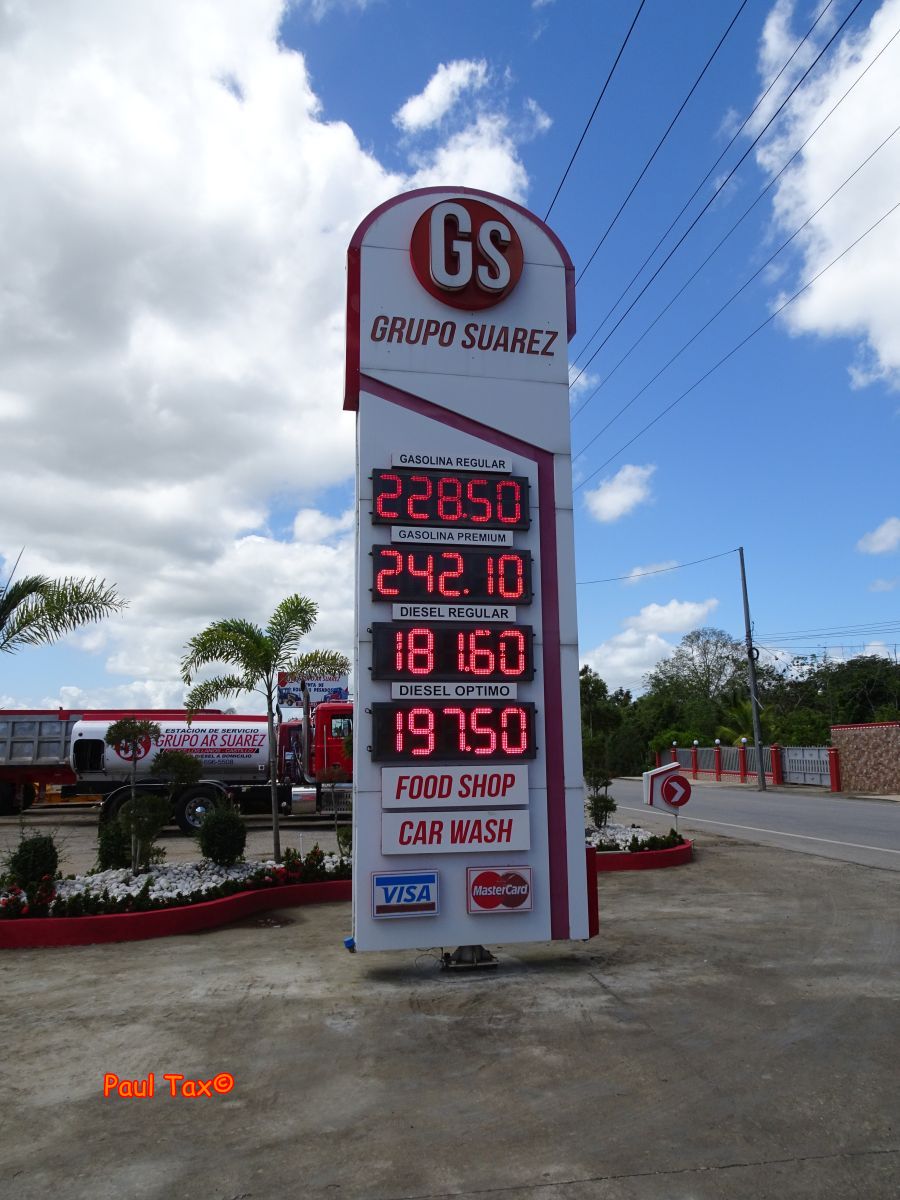 GS
GRUPO SUAREZ
GASOLINA REGULAR
228.50
GASOLINA PREMIUM
242.10
DIESEL REGULAR
181.60
DIESEL OPTIMO
197.50
FOOD SHOP
CAR WASH
VISA
MasterCard
ESTACION DE SERVICIO
GRUPO AR SUAREZ
Paul Tax©